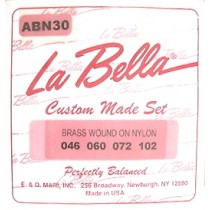 ABN30
La Bella
Custom Made Set
BRASS WOUND ON NYLON
046 060 072 102
Perfectly Balanced
E. & O. MARI, INC. 256 Broadway, Newburgh, NY 12550
Made in USA